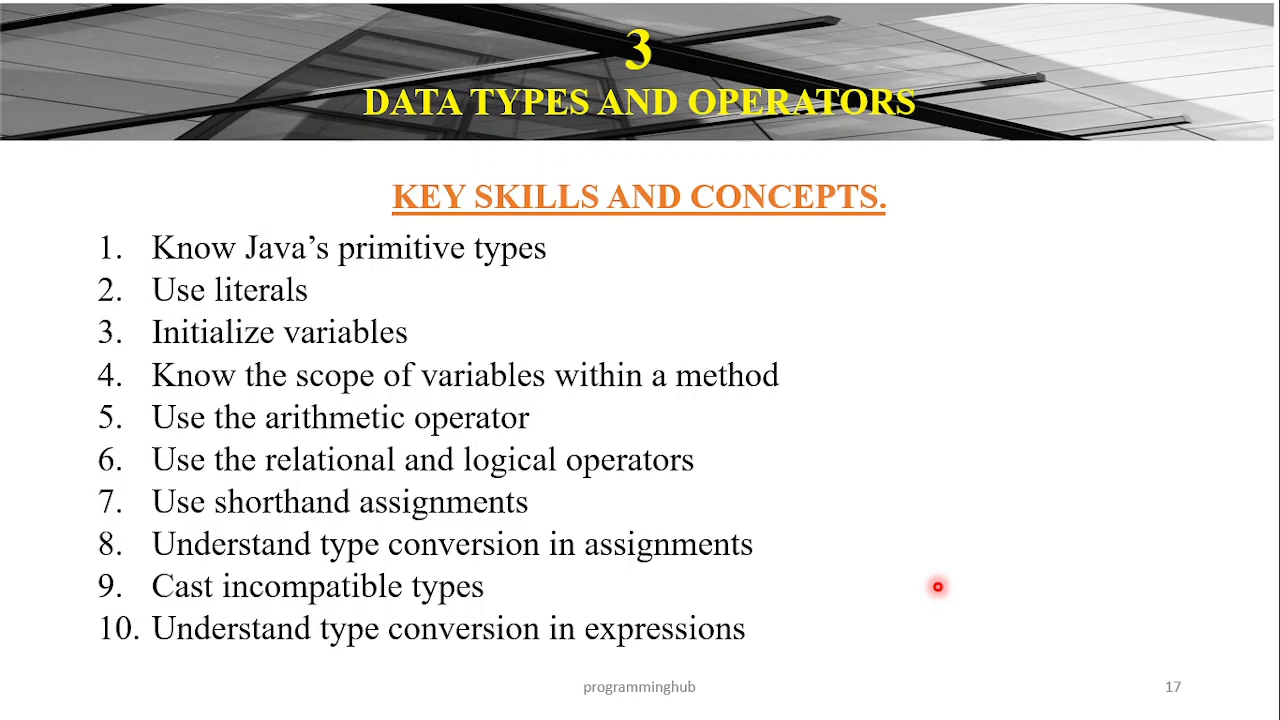 3
DATA TYPES AND OPERATORS
KEY SKILLS AND CONCEPTS.
1. Know Java’s primitive types
2. Use literals
3. Initialize variables
4. Know the scope of variables within a method
5. Use the arithmetic operator
6. Use the relational and logical operators
7. Use shorthand assignments
8. Understand type conversion in assignments
9. Cast incompatible types
10. Understand type conversion in expressions
programminghub
17